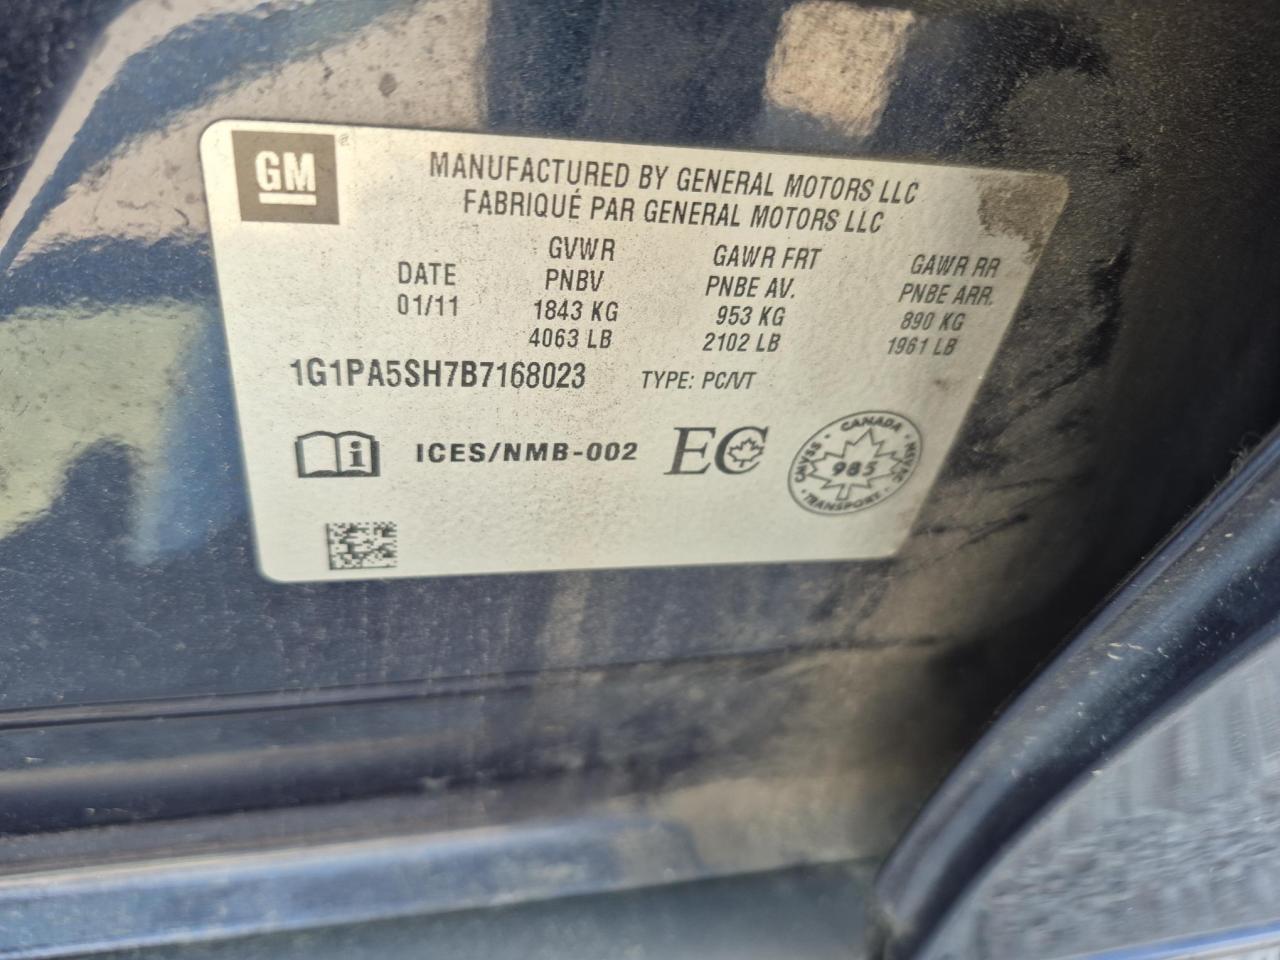 GM
MANUFACTURED BY GENERAL MOTORS LLC
FABRIQUÉ PAR GENERAL MOTORS LLC
DATE
01/11
GVWR
PNBV
1843 KG
4063 LB
GAWR FRT
PNBE AV.
953 KG
2102 LB
GAWR RR
PNBE ARR.
890 KG
1961 LB
1G1PA5SH7B7168023 TYPE: PC/VT
i ICES/NMB-002 EC
CANADA
CMVSS
985
NSVAC
TRANSPORT